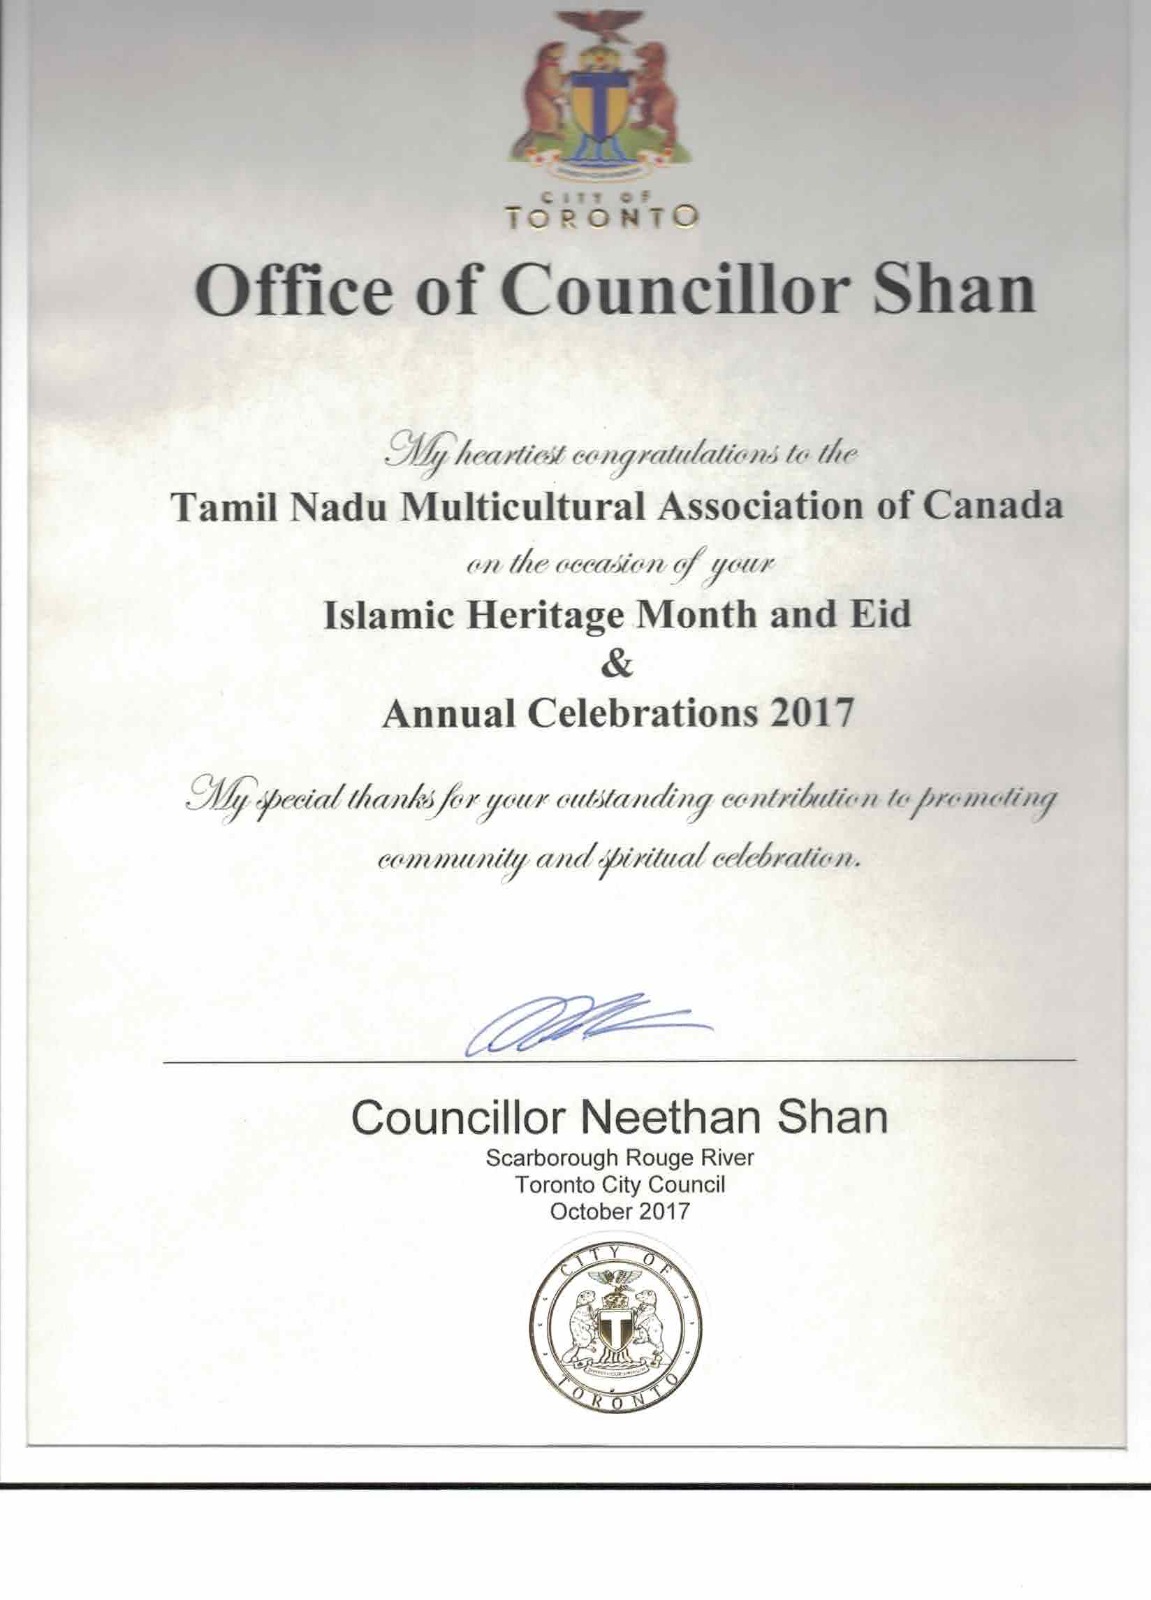 CITY OF
TORONTO
Office of Councillor Shan
My heartiest congratulations to the
Tamil Nadu Multicultural Association of Canada
on the occasion of your
Islamic Heritage Month and Eid
&
Annual Celebrations 2017
My special thanks for your outstanding contribution to promoting
community and spiritual celebration.
Councillor Neethan Shan
Scarborough Rouge River
Toronto City Council
October 2017
CITY OF
TORONTO